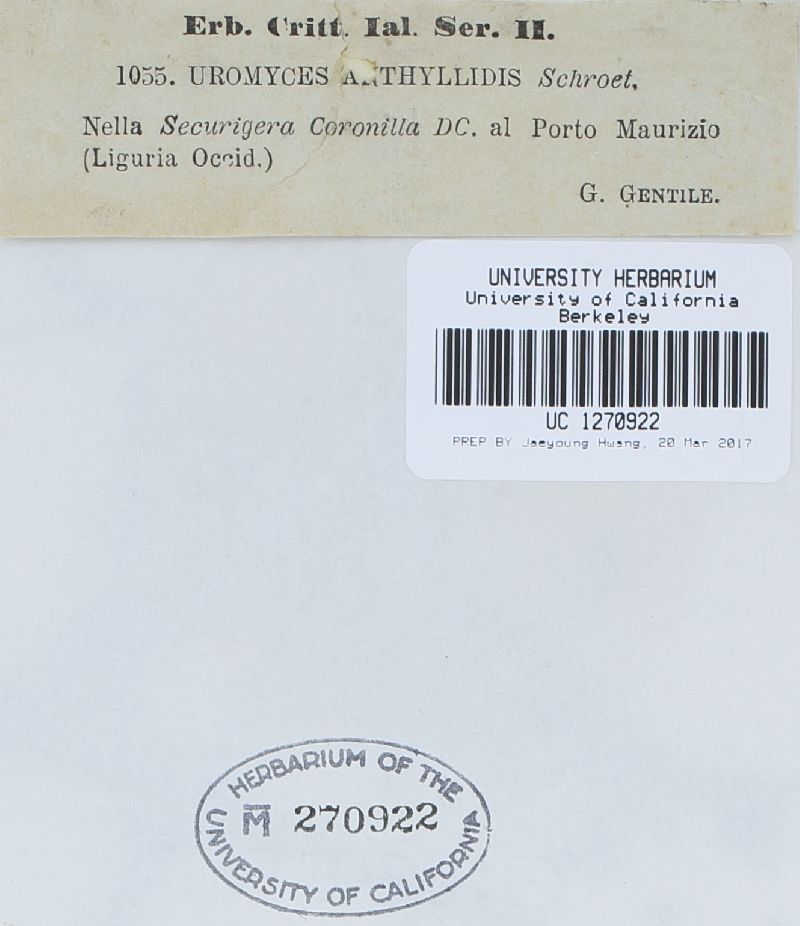 Erb. Critt. Ial. Ser. II.
1055. UROMYCES ANTHYLLIDIS Schroet,
Nella Securigera Coronilla DC. al Porto Maurizio
(Liguria Occid.)
G. GENTILE.
UNIVERSITY HERBARIUM
University of California
Berkeley
UC 1270922
PREP BY Jaeyoung Hwang, 20 Mar 2017
HERBARIUM OF THE
M 270922
UNIVERSITY OF CALIFORNIA